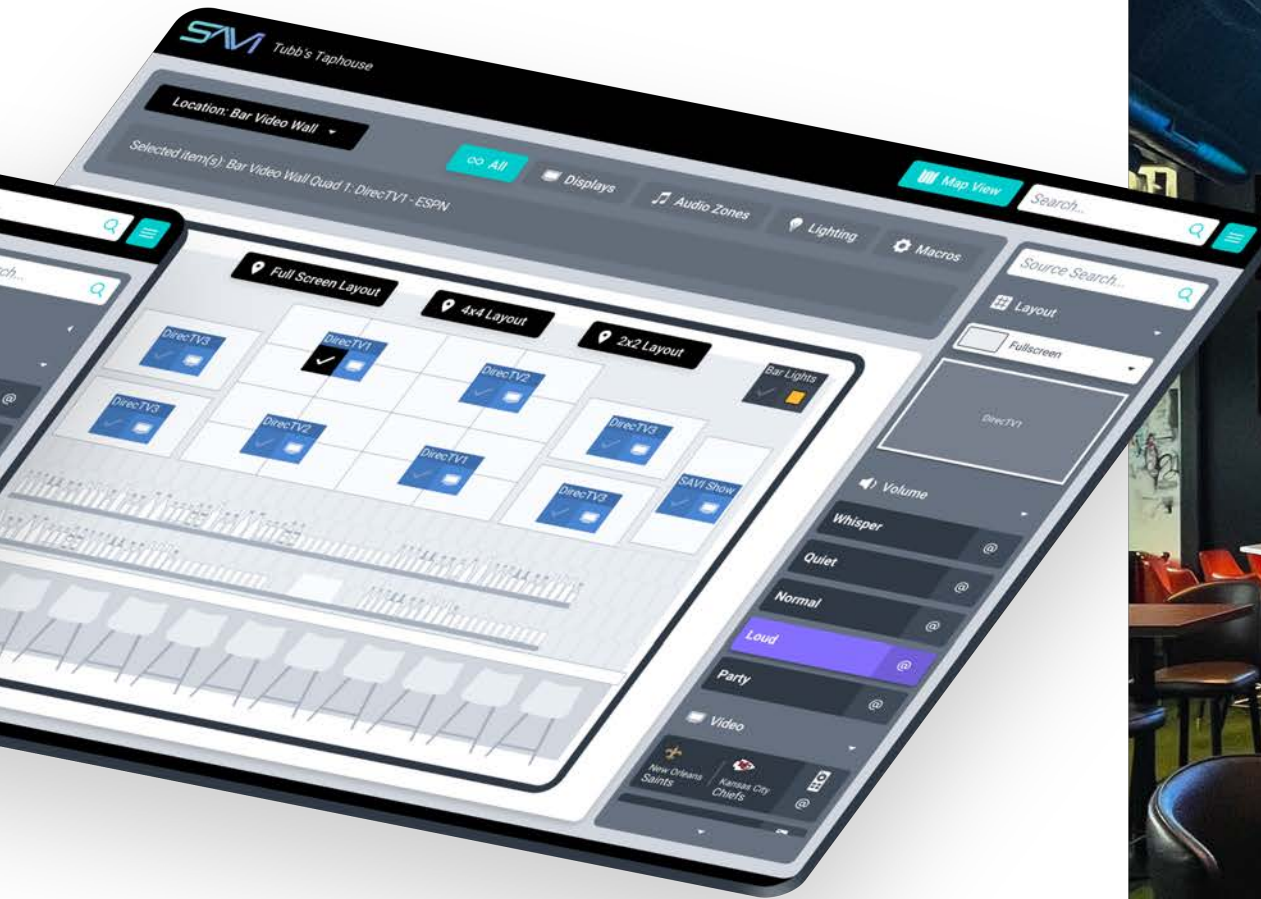 SAVI Tubb's Taphouse
Location: Bar Video Wall
Selected item(s): Bar Video Wall Quad 1: DirecTV1 - ESPN
All
Displays
Audio Zones
Lighting
Macros
Map View
Search...
Full Screen Layout
4x4 Layout
2x2 Layout
DirecTV3
DirecTV1
DirecTV2
Bar Lights
DirecTV3
DirecTV2
DirecTV1
DirecTV3
DirecTV3
SAVI Show
Source Search...
Layout
Fullscreen
DirecTV1
Volume
Whisper @
Quiet @
Normal @
Loud @
Party @
Video
New Orleans
Saints
Kansas City
Chiefs
@
ch...
@